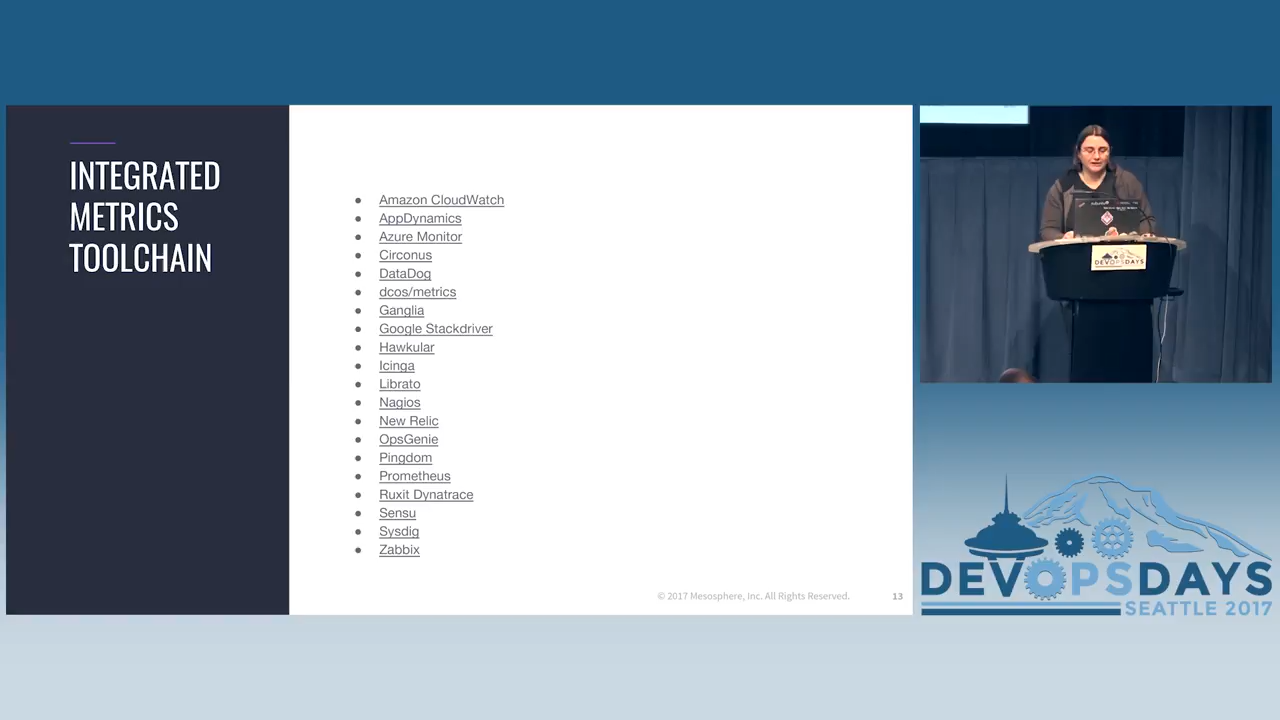 INTEGRATED
METRICS
TOOLCHAIN
● Amazon CloudWatch
● AppDynamics
● Azure Monitor
● Circonus
● DataDog
● dcos/metrics
● Ganglia
● Google Stackdriver
● Hawkular
● Icinga
● Librato
● Nagios
● New Relic
● OpsGenie
● Pingdom
● Prometheus
● Ruxit Dynatrace
● Sensu
● Sysdig
● Zabbix
© 2017 Mesosphere, Inc. All Rights Reserved.
13
DEVOPSDAYS
DEVOPSDAYS
SEATTLE 2017